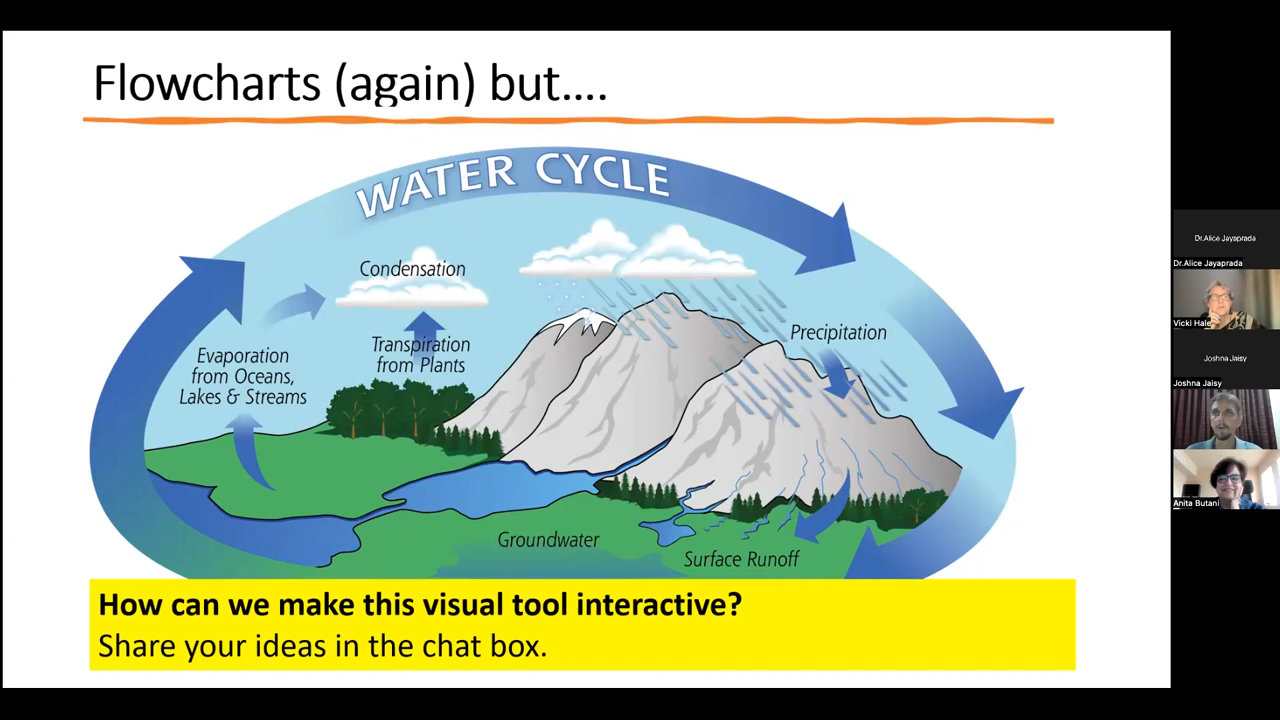 Flowcharts (again) but....
WATER CYCLE
Condensation
Transpiration
from Plants
Evaporation
from Oceans,
Lakes & Streams
Precipitation
Groundwater
Surface Runoff
How can we make this visual tool interactive?
Share your ideas in the chat box.
Dr.Alice Jayaprada
Dr.Alice Jayaprada
Vicki Hale
Joshna Jaisy
Joshna Jaisy
Anita Butani